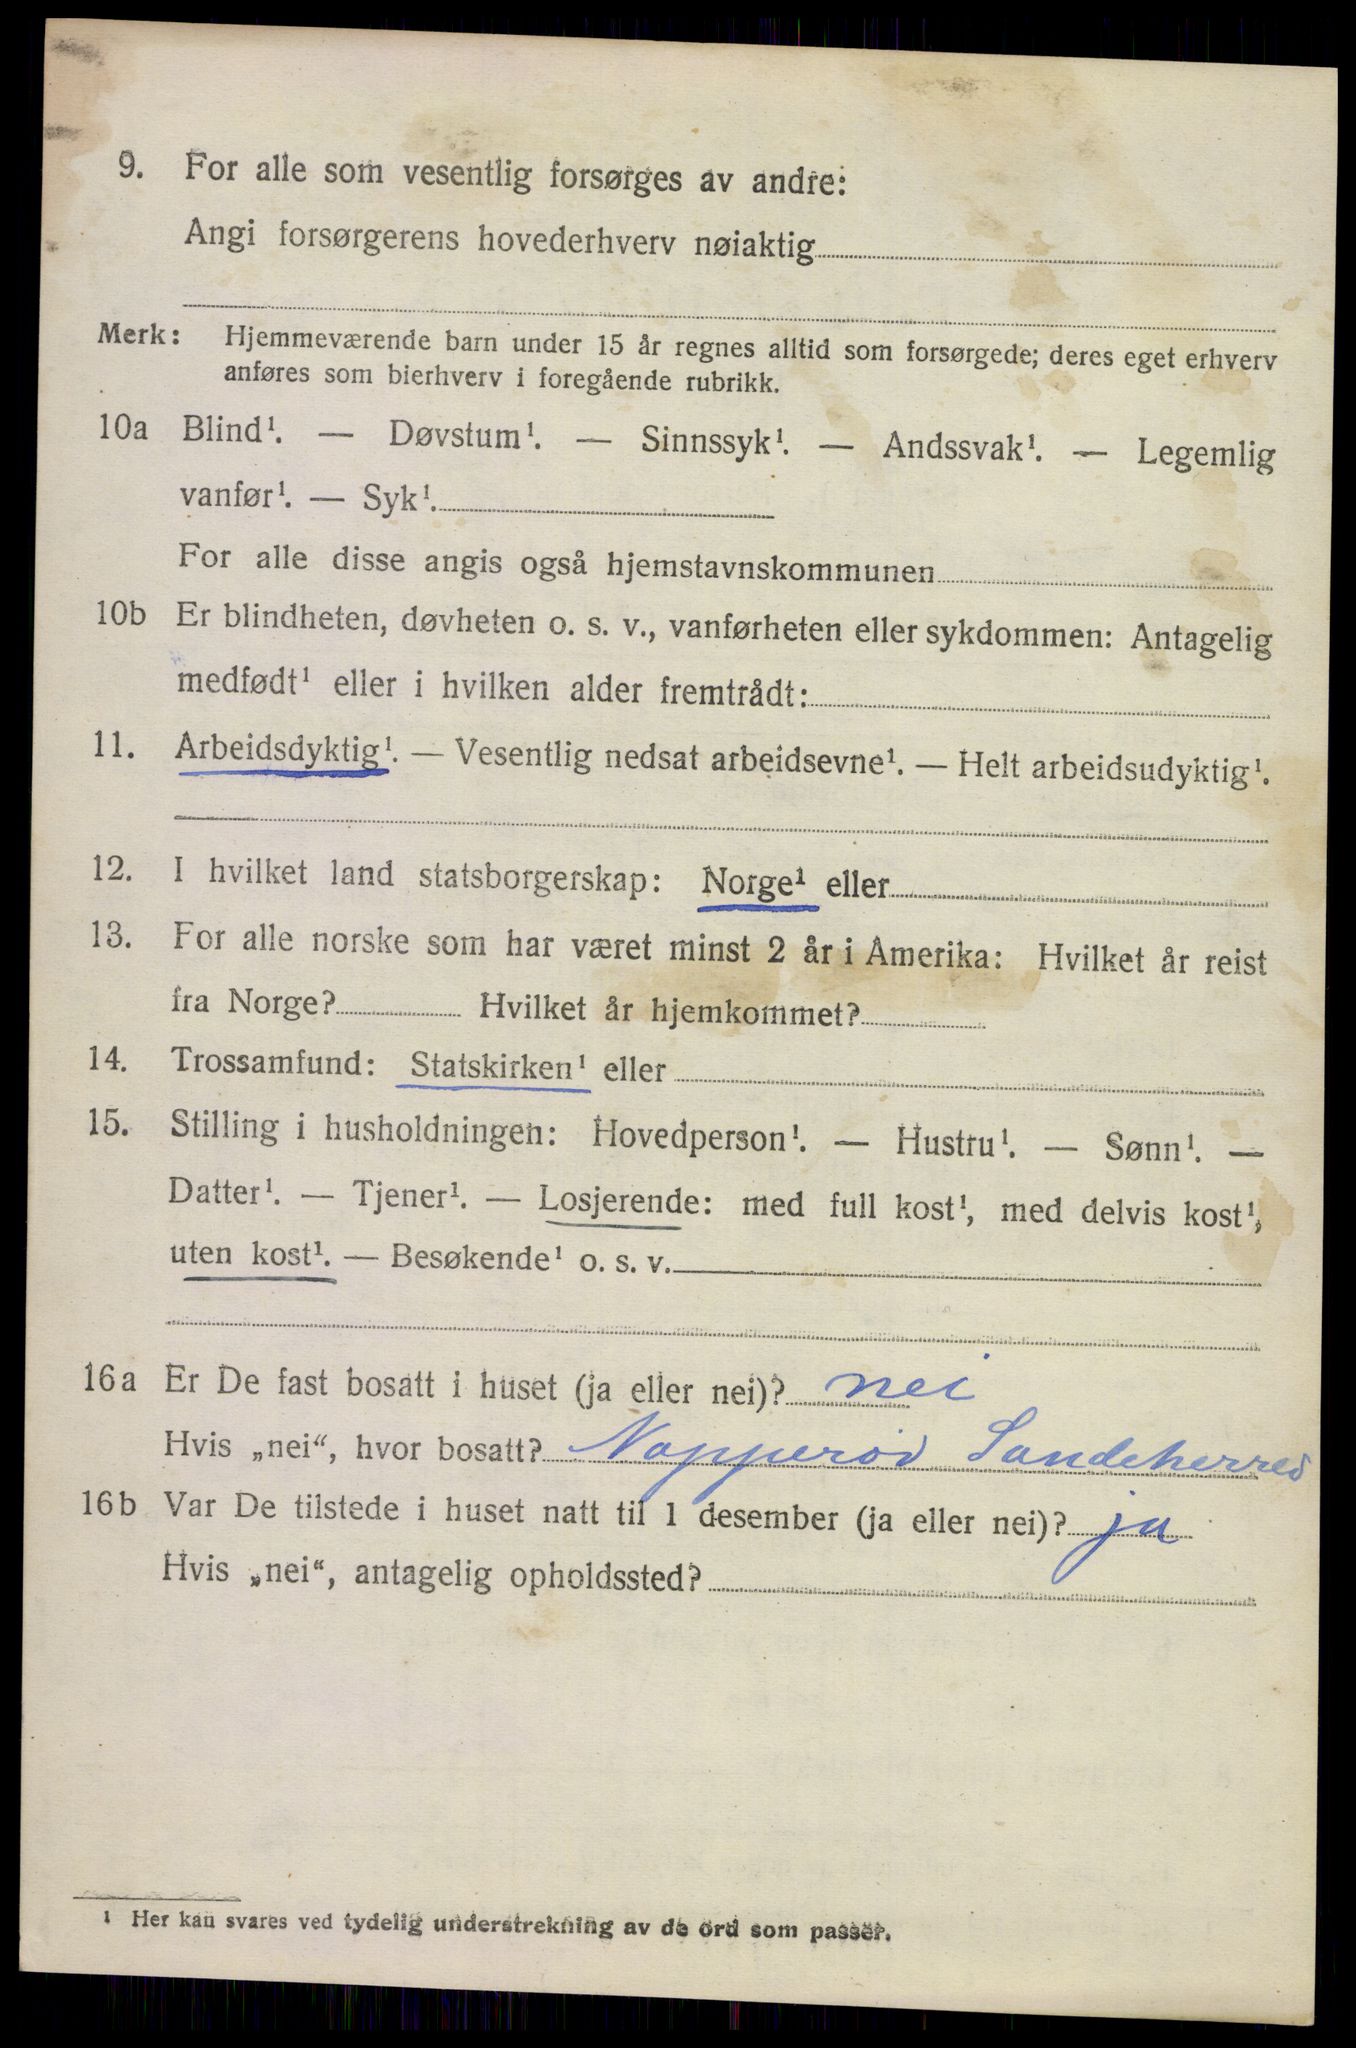 9. For alle som vesentlig forsørges av andre:
Angi forsørgerens hovederhverv nøiaktig
Merk: Hjemmeværende barn under 15 år regnes alltid som forsørgede; deres eget erhverv
anføres som bierhverv i foregående rubrikk.
10a Blind¹. — Døvstum¹. — Sinnssyk¹. — Andssvak¹. — Legemlig
vanfør¹. — Syk¹.
For alle disse angis også hjemstavnskommunen
10b Er blindheten, døvheten o. s. v., vanførheten eller sykdommen: Antagelig
medfødt¹ eller i hvilken alder fremtrådt:
11. Arbeidsdyktig¹. — Vesentlig nedsat arbeidsevne¹. — Helt arbeidsudyktig¹.
12. I hvilket land statsborgerskap: Norge¹ eller
13. For alle norske som har været minst 2 år i Amerika: Hvilket år reist
fra Norge? Hvilket år hjemkommet?
14. Trossamfund: Statskirken¹ eller
15. Stilling i husholdningen: Hovedperson¹. — Hustru¹. — Sønn¹. —
Datter¹. — Tjener¹. — Losjerende: med full kost¹, med delvis kost¹,
uten kost¹. — Besøkende¹ o. s. v.
16a Er De fast bosatt i huset (ja eller nei)? nei
Hvis „nei“, hvor bosatt? Napperød Sandeherred
16b Var De tilstede i huset natt til 1 desember (ja eller nei)? ja
Hvis „nei“, antagelig opholdssted?
¹ Her kan svares ved tydelig understrekning av de ord som passer.